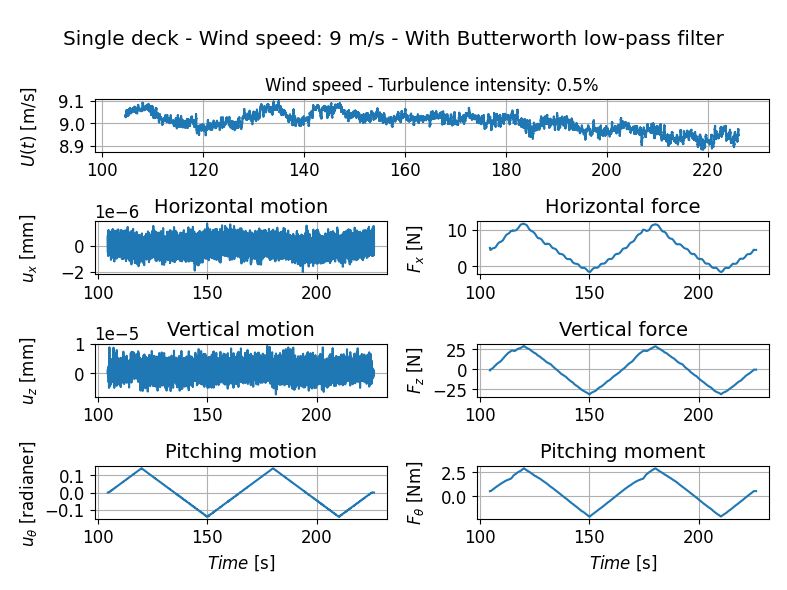 Single deck - Wind speed: 9 m/s - With Butterworth low-pass filter
Wind speed - Turbulence intensity: 0.5%
U(t) [m/s]
9.1
9.0
8.9
100 120 140 160 180 200 220
1e−6 Horizontal motion
u_x [mm]
0
−2
100 150 200
Horizontal force
F_x [N]
10
0
100 150 200
1e−5 Vertical motion
u_z [mm]
1
0
100 150 200
Vertical force
F_z [N]
25
0
−25
100 150 200
Pitching motion
u_θ [radianer]
0.1
0.0
−0.1
100 150 200
Time [s]
Pitching moment
F_θ [Nm]
2.5
0.0
100 150 200
Time [s]